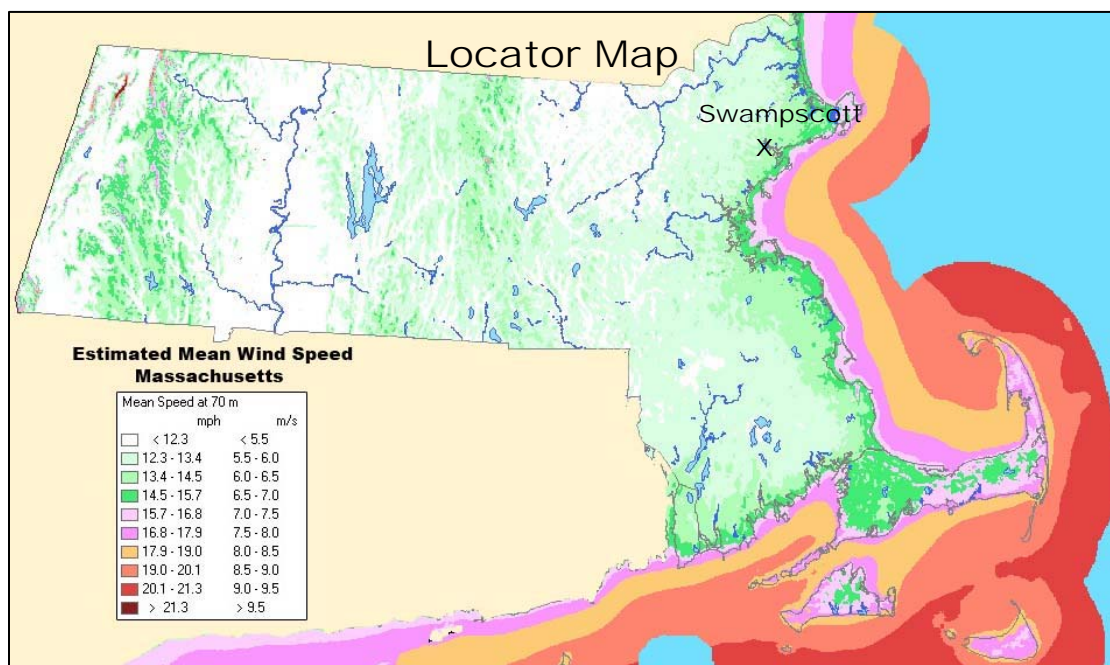 Locator Map
Swampscott
X
Estimated Mean Wind Speed
Massachusetts
Mean Speed at 70 m
mph m/s
< 12.3 < 5.5
12.3 - 13.4 5.5 - 6.0
13.4 - 14.5 6.0 - 6.5
14.5 - 15.7 6.5 - 7.0
15.7 - 16.8 7.0 - 7.5
16.8 - 17.9 7.5 - 8.0
17.9 - 19.0 8.0 - 8.5
19.0 - 20.1 8.5 - 9.0
20.1 - 21.3 9.0 - 9.5
> 21.3 > 9.5